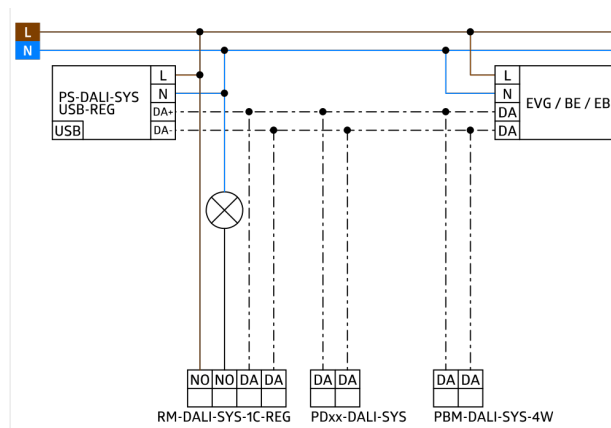 L
N
PS-DALI-SYS
USB-REG
USB
L
N
DA+
DA-
L
N
DA
DA
EVG / BE / EB
NO NO DA DA
DA DA
DA DA
RM-DALI-SYS-1C-REG
PDxx-DALI-SYS
PBM-DALI-SYS-4W